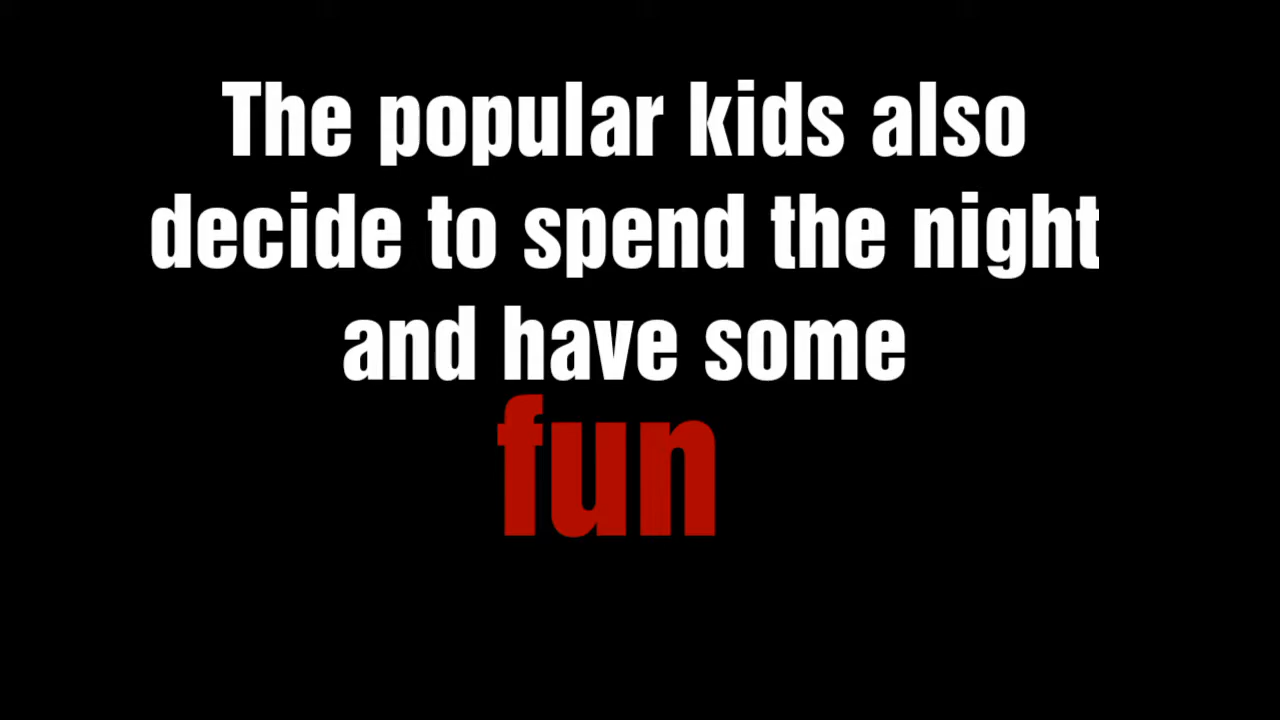 The popular kids also
decide to spend the night
and have some
fun